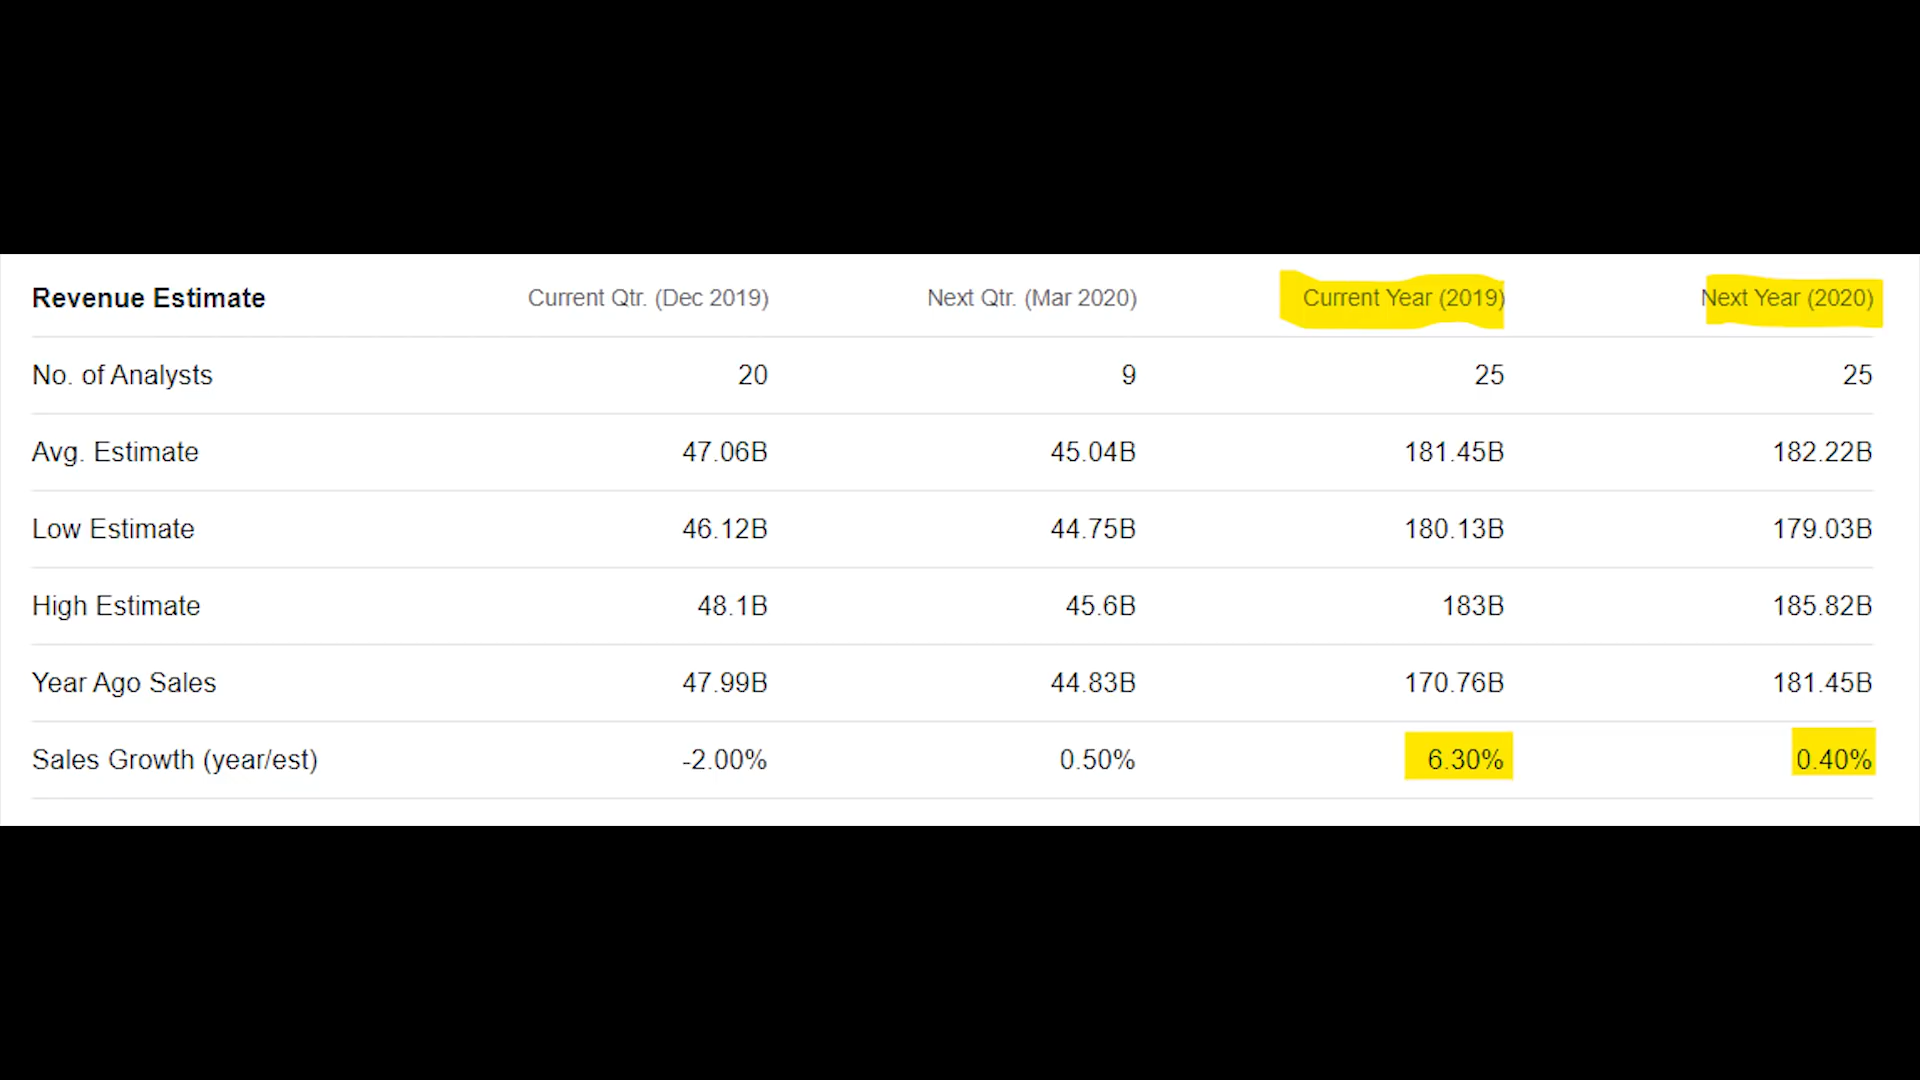 Revenue Estimate Current Qtr. (Dec 2019) Next Qtr. (Mar 2020) Current Year (2019) Next Year (2020)
No. of Analysts 20 9 25 25
Avg. Estimate 47.06B 45.04B 181.45B 182.22B
Low Estimate 46.12B 44.75B 180.13B 179.03B
High Estimate 48.1B 45.6B 183B 185.82B
Year Ago Sales 47.99B 44.83B 170.76B 181.45B
Sales Growth (year/est) -2.00% 0.50% 6.30% 0.40%